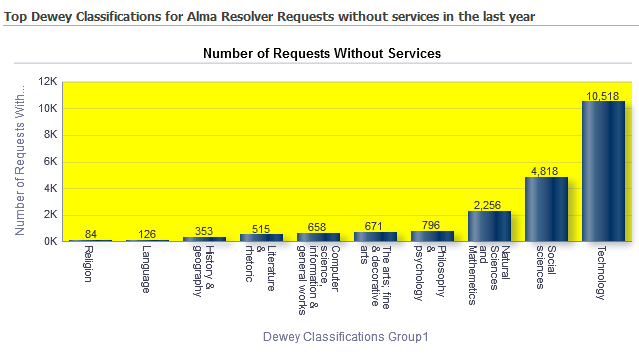 Top Dewey Classifications for Alma Resolver Requests without services in the last year
Number of Requests Without Services
Number of Requests With...
12K
10K
8K
6K
4K
2K
0K
84
126
353
515
658
671
796
2,256
4,818
10,518
Religion
Language
History &
geography
Literature
&
rhetoric
Computer
science,
information &
general works
The arts; fine
& decorative
arts
Philosophy
&
psychology
Natural
Sciences
and
Mathemetics
Social
sciences
Technology
Dewey Classifications Group1